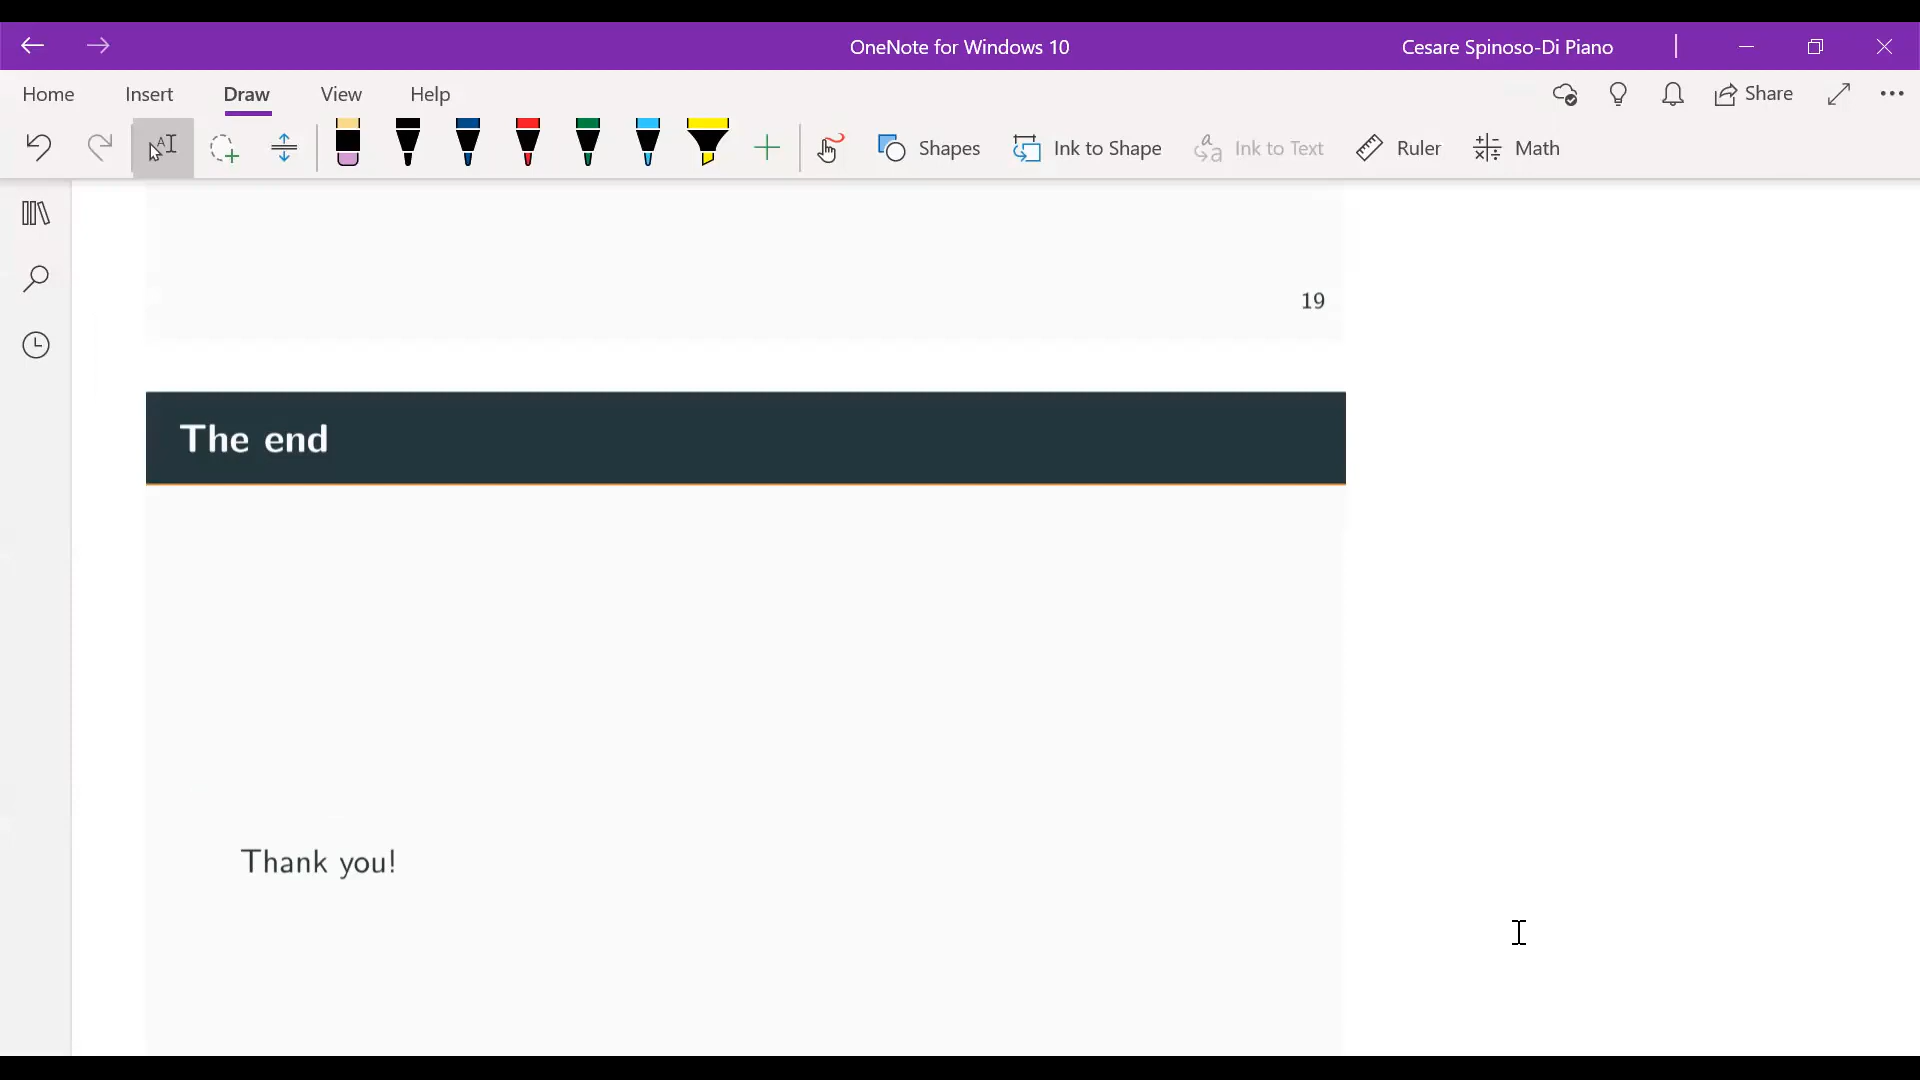 OneNote for Windows 10
Cesare Spinoso-Di Piano
Home Insert Draw View Help
Share
Shapes Ink to Shape Ink to Text Ruler Math
19
The end
Thank you!